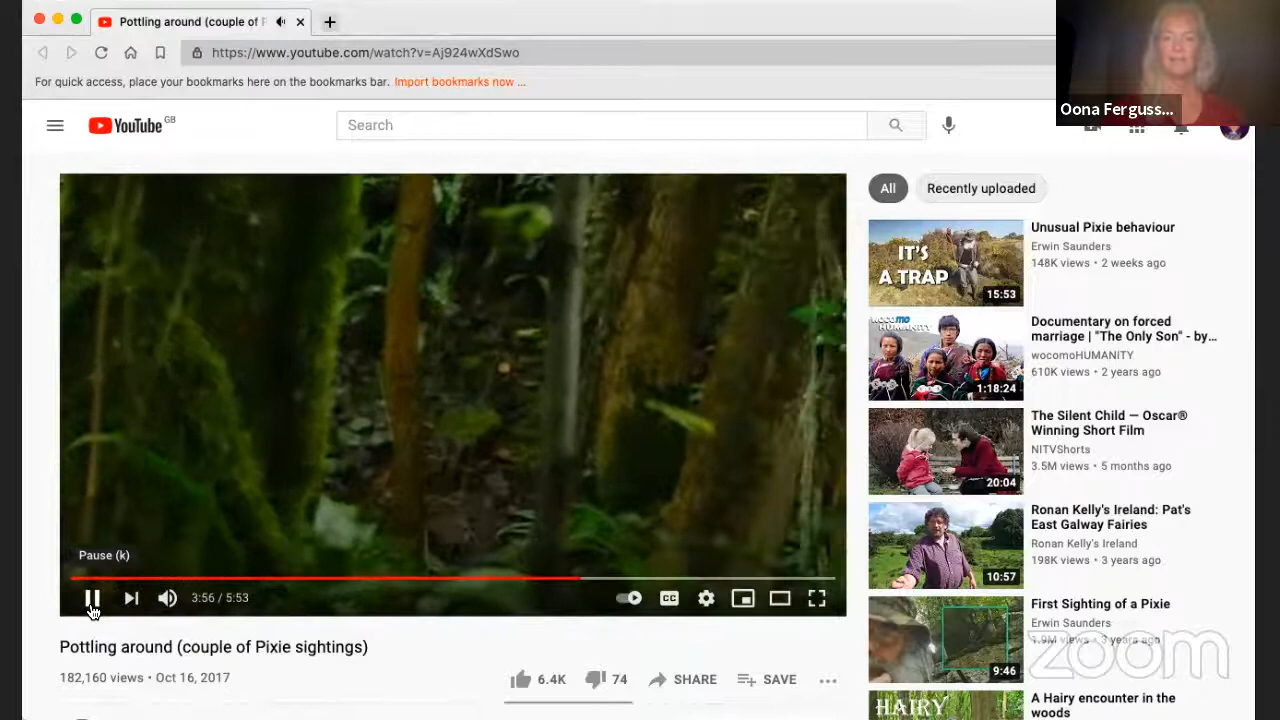 Pottling around (couple of P
https://www.youtube.com/watch?v=Aj924wXdSwo
For quick access, place your bookmarks here on the bookmarks bar. Import bookmarks now ...
Oona Ferguss...
YouTube GB
Search
All
Recently uploaded
IT'S
A TRAP
15:53
Unusual Pixie behaviour
Erwin Saunders
148K views • 2 weeks ago
wocomo
HUMANITY
1:18:24
Documentary on forced
marriage | "The Only Son" - by...
wocomoHUMANITY
610K views • 2 years ago
20:04
The Silent Child — Oscar®
Winning Short Film
NITVShorts
3.5M views • 5 months ago
10:57
Ronan Kelly's Ireland: Pat's
East Galway Fairies
Ronan Kelly's Ireland
198K views • 3 years ago
9:46
First Sighting of a Pixie
Erwin Saunders
1.9M views • 3 years ago
zoom
HAIRY
A Hairy encounter in the
woods
Pause (k)
3:56 / 5:53
CC
Pottling around (couple of Pixie sightings)
182,160 views • Oct 16, 2017
6.4K
74
SHARE
SAVE